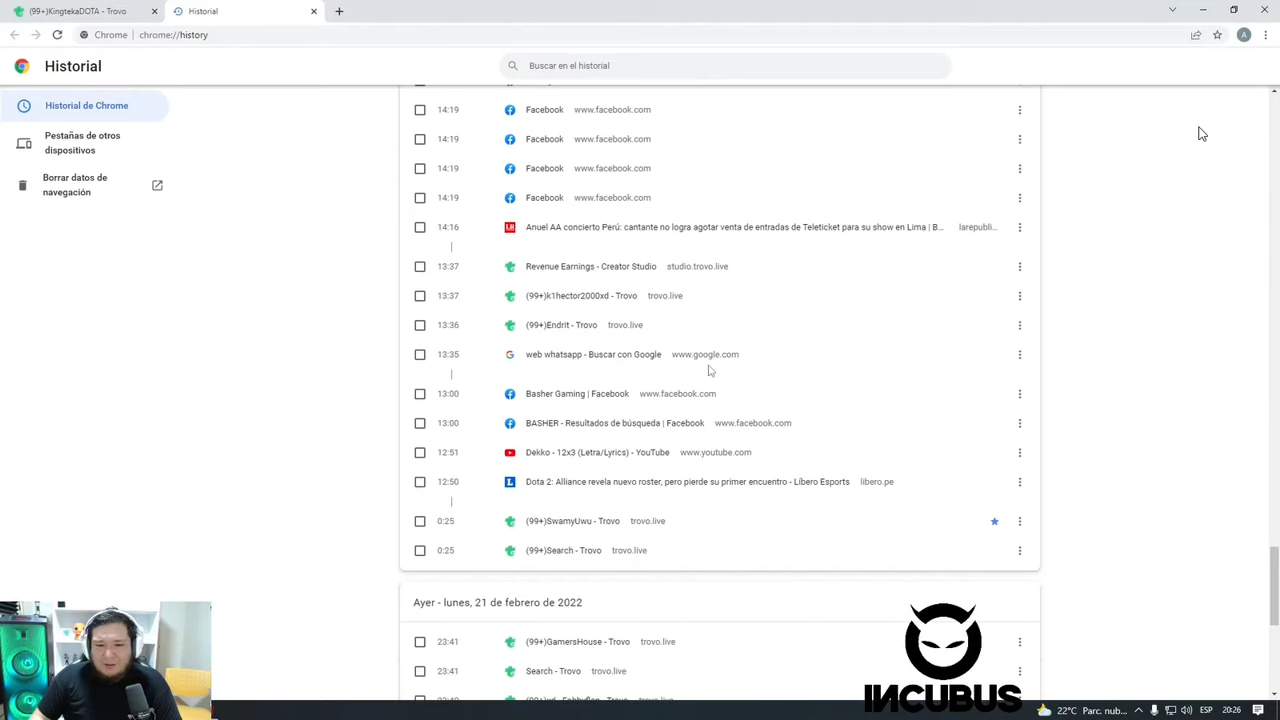 (99+)KingtekaDOTA - Trovo
Historial
Chrome | chrome://history
Historial
Buscar en el historial
Historial de Chrome
Pestañas de otros
dispositivos
Borrar datos de
navegación
14:19 Facebook www.facebook.com
14:19 Facebook www.facebook.com
14:19 Facebook www.facebook.com
14:19 Facebook www.facebook.com
14:16 Anuel AA concierto Perú: cantante no logra agotar venta de entradas de Teleticket para su show en Lima | B... larepubli...
13:37 Revenue Earnings - Creator Studio studio.trovo.live
13:37 (99+)k1hector2000xd - Trovo trovo.live
13:36 (99+)Endrit - Trovo trovo.live
13:35 web whatsapp - Buscar con Google www.google.com
13:00 Basher Gaming | Facebook www.facebook.com
13:00 BASHER - Resultados de búsqueda | Facebook www.facebook.com
12:51 Dekko - 12x3 (Letra/Lyrics) - YouTube www.youtube.com
12:50 Dota 2: Alliance revela nuevo roster, pero pierde su primer encuentro - Líbero Esports libero.pe
0:25 (99+)SwamyUwu - Trovo trovo.live
0:25 (99+)Search - Trovo trovo.live
Ayer - lunes, 21 de febrero de 2022
23:41 (99+)GamersHouse - Trovo trovo.live
23:41 Search - Trovo trovo.live
INCUBUS
22°C Parc. nub... ESP 2026